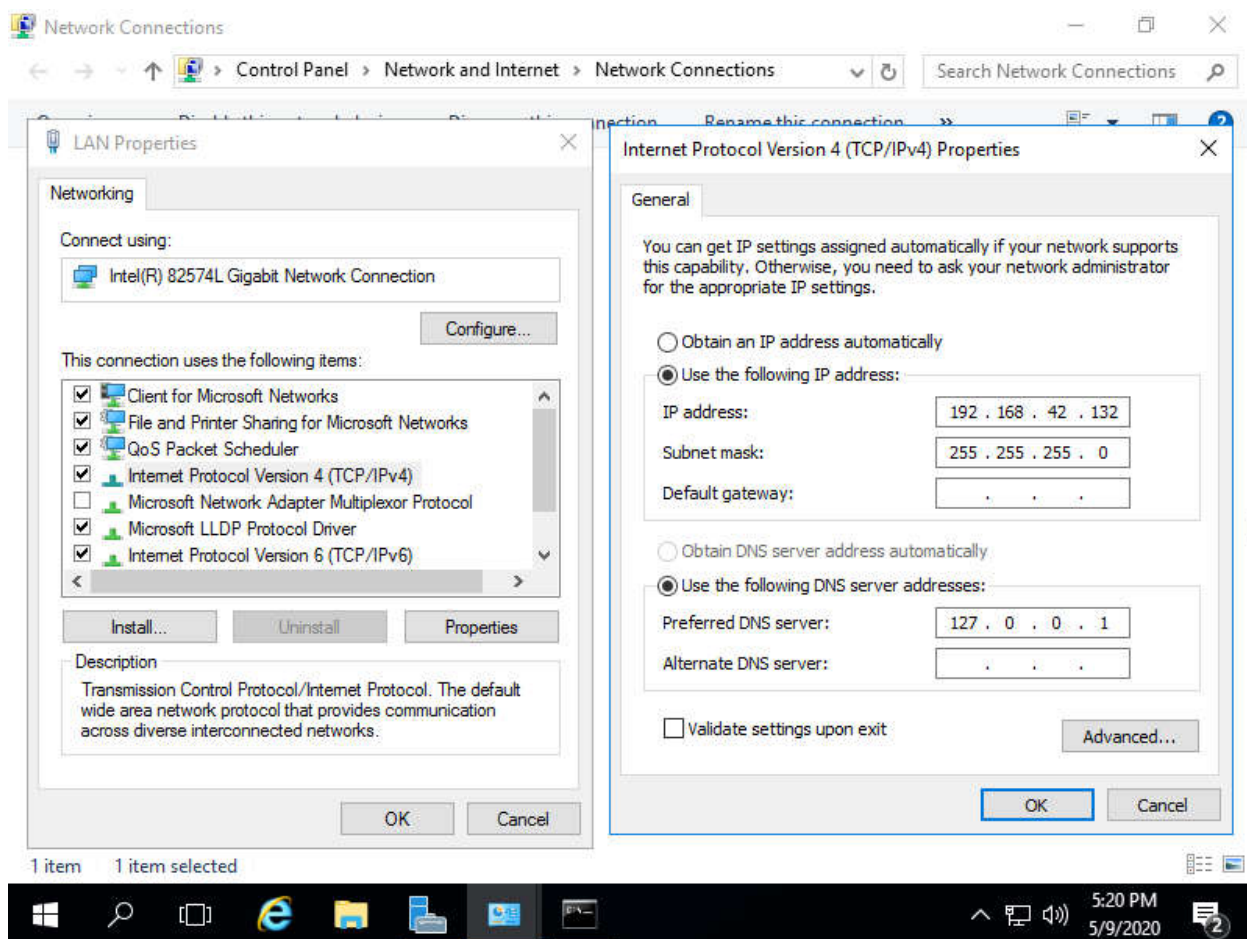 Network Connections
Control Panel > Network and Internet > Network Connections
Search Network Connections
Rename this connection
»
LAN Properties
Networking
Connect using:
Intel(R) 82574L Gigabit Network Connection
Configure...
This connection uses the following items:
Client for Microsoft Networks
File and Printer Sharing for Microsoft Networks
QoS Packet Scheduler
Internet Protocol Version 4 (TCP/IPv4)
Microsoft Network Adapter Multiplexor Protocol
Microsoft LLDP Protocol Driver
Internet Protocol Version 6 (TCP/IPv6)
Install...
Uninstall
Properties
Description
Transmission Control Protocol/Internet Protocol. The default
wide area network protocol that provides communication
across diverse interconnected networks.
OK
Cancel
Internet Protocol Version 4 (TCP/IPv4) Properties
General
You can get IP settings assigned automatically if your network supports
this capability. Otherwise, you need to ask your network administrator
for the appropriate IP settings.
Obtain an IP address automatically
Use the following IP address:
IP address: 192 . 168 . 42 . 132
Subnet mask: 255 . 255 . 255 . 0
Default gateway: . . .
Obtain DNS server address automatically
Use the following DNS server addresses:
Preferred DNS server: 127 . 0 . 0 . 1
Alternate DNS server: . . .
Validate settings upon exit
Advanced...
OK
Cancel
1 item 1 item selected
5:20 PM
5/9/2020
2